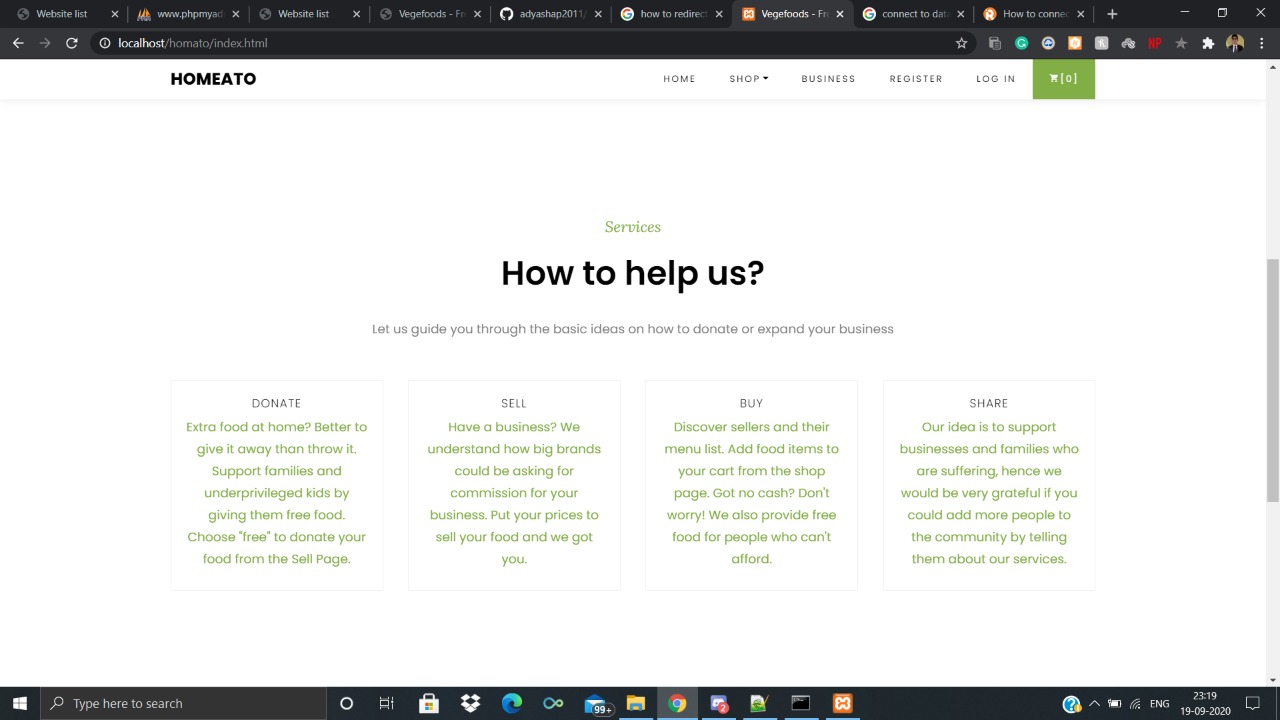 Website list
www.phpmyad
Website list
Vegefoods - Fre
adyashap2011/
how to redirect
Vegefoods - Fr
connect to data
How to connec
localhost/homato/index.html
NP
HOMEATO
HOME
SHOP
BUSINESS
REGISTER
LOG IN
[0]
Services
How to help us?
Let us guide you through the basic ideas on how to donate or expand your business
DONATE
Extra food at home? Better to
give it away than throw it.
Support families and
underprivileged kids by
giving them free food.
Choose "free" to donate your
food from the Sell Page.
SELL
Have a business? We
understand how big brands
could be asking for
commission for your
business. Put your prices to
sell your food and we got
you.
BUY
Discover sellers and their
menu list. Add food items to
your cart from the shop
page. Got no cash? Don't
worry! We also provide free
food for people who can't
afford.
SHARE
Our idea is to support
businesses and families who
are suffering, hence we
would be very grateful if you
could add more people to
the community by telling
them about our services.
Type here to search
99+
2
ENG
23:19
19-09-2020